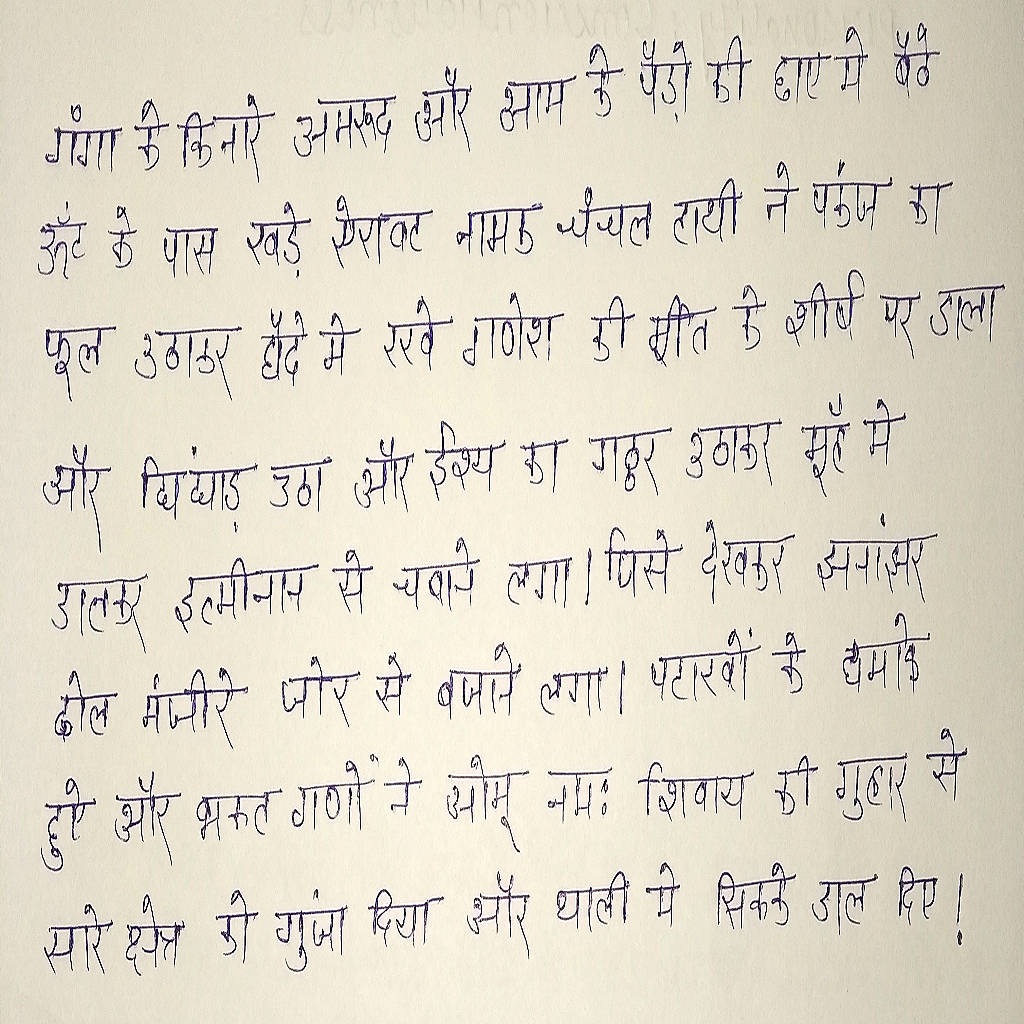 गंगा के किनारे अमरूद और आम के पेड़ो की छाए मे बैठे
ऊँट के पास खड़े ऐरावत नामक चंचल हाथी ने पंकज का
फूल उठाकर हौदे मे रखे गणेश की मूर्ति के शीर्ष पर डाला
और चिंघाड़ उठा और ईख्य का गठ्ठर उठाकर मुँह मे
डालकर इत्मीनान से चबाने लगा। जिसे देखकर झनांझर
ढोल मंजीरे जोर से बजाने लगा। पटाखों के धमाके
हुऐ और भक्त गणों ने ओम् नमः शिवाय की गुहार से
सारे क्षेत्र को गुंजा दिया और थाली मे सिक्के डाल दिए।